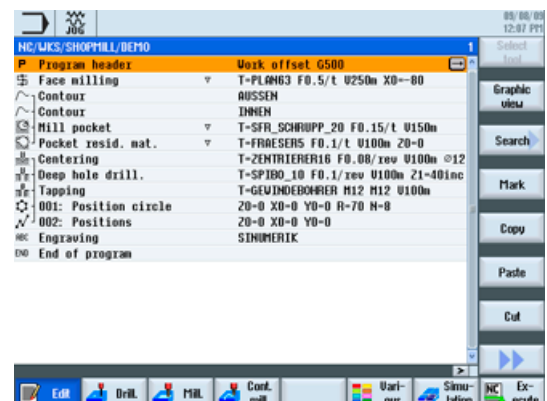 09/08/09
12:07 PM
JOG
NC/WKS/SHOPMILL/DEMO 1
Select
tool
P Program header Work offset G500
Face milling T=PLAN63 F0.5/t V250m X0=-80
Contour AUSSEN
Contour INNEN
Mill pocket T=SFR_SCHRUPP_20 F0.15/t V150m
Pocket resid. mat. T=FRAESER5 F0.1/t V100m Z0=0
Centering T=ZENTRIERER16 F0.08/rev V100m ø12
Deep hole drill. T=SPIBO_10 F0.1/rev V100m Z1=40inc
Tapping T=GEWINDEBOHRER M12 M12 V100m
001: Position circle Z0=0 X0=0 Y0=0 R=70 N=8
002: Positions Z0=0 X0=0 Y0=0
ABC Engraving SINUMERIK
END End of program
Graphic
view
Search
Mark
Copy
Paste
Cut
Edit
Drill.
Mill.
Cont.
mill.
Vari-
ous
Simu-
lation
NC Ex-
ecute